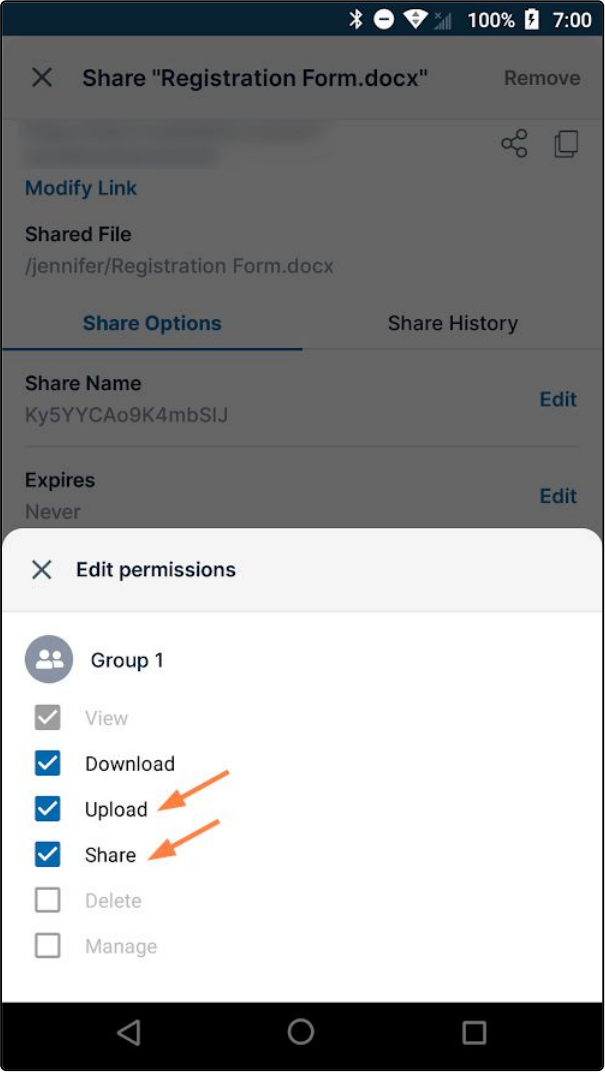 100% 7:00
Share "Registration Form.docx" Remove
Modify Link
Shared File
/jennifer/Registration Form.docx
Share Options Share History
Share Name
Edit
Ky5YYCAo9K4mbSIJ
Expires
Edit
Never
Edit permissions
Group 1
View
Download
Upload
Share
Delete
Manage